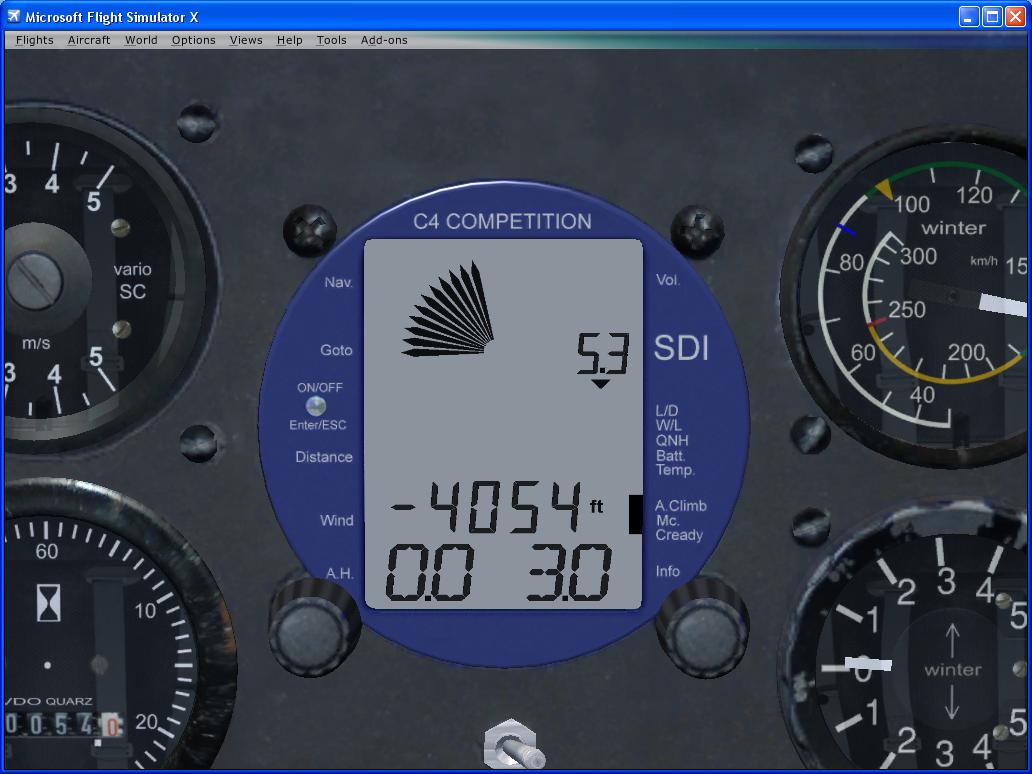 Microsoft Flight Simulator X
Flights Aircraft World Options Views Help Tools Add-ons
3 4 5
vario
SC
m/s
3 4 5
C4 COMPETITION
Nav.
Goto
ON/OFF
Enter/ESC
Distance
Wind
A.H.
5.3
-4054 ft
0.0 3.0
Vol.
SDI
L/D
W/L
QNH
Batt.
Temp.
A.Climb
Mc.
Cready
Info
100 120
winter
80 300 km/h 15
250
60 200
40
60
10
VDO QUARZ
00540 20
1 2 3 4 5
0 winter
1 2 3 4 5